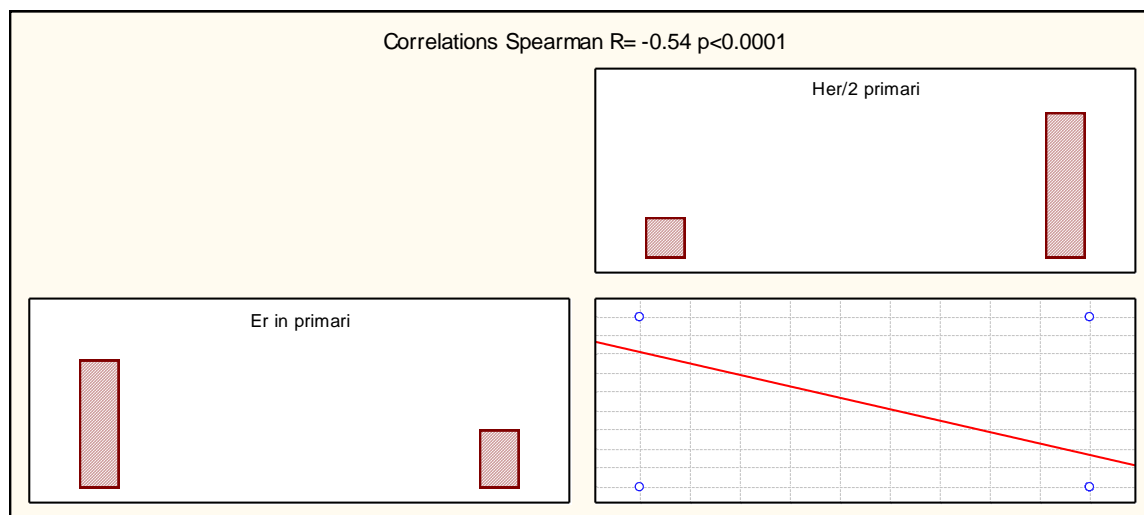 Correlations Spearman R= -0.54 p<0.0001
Her/2 primari
Er in primari